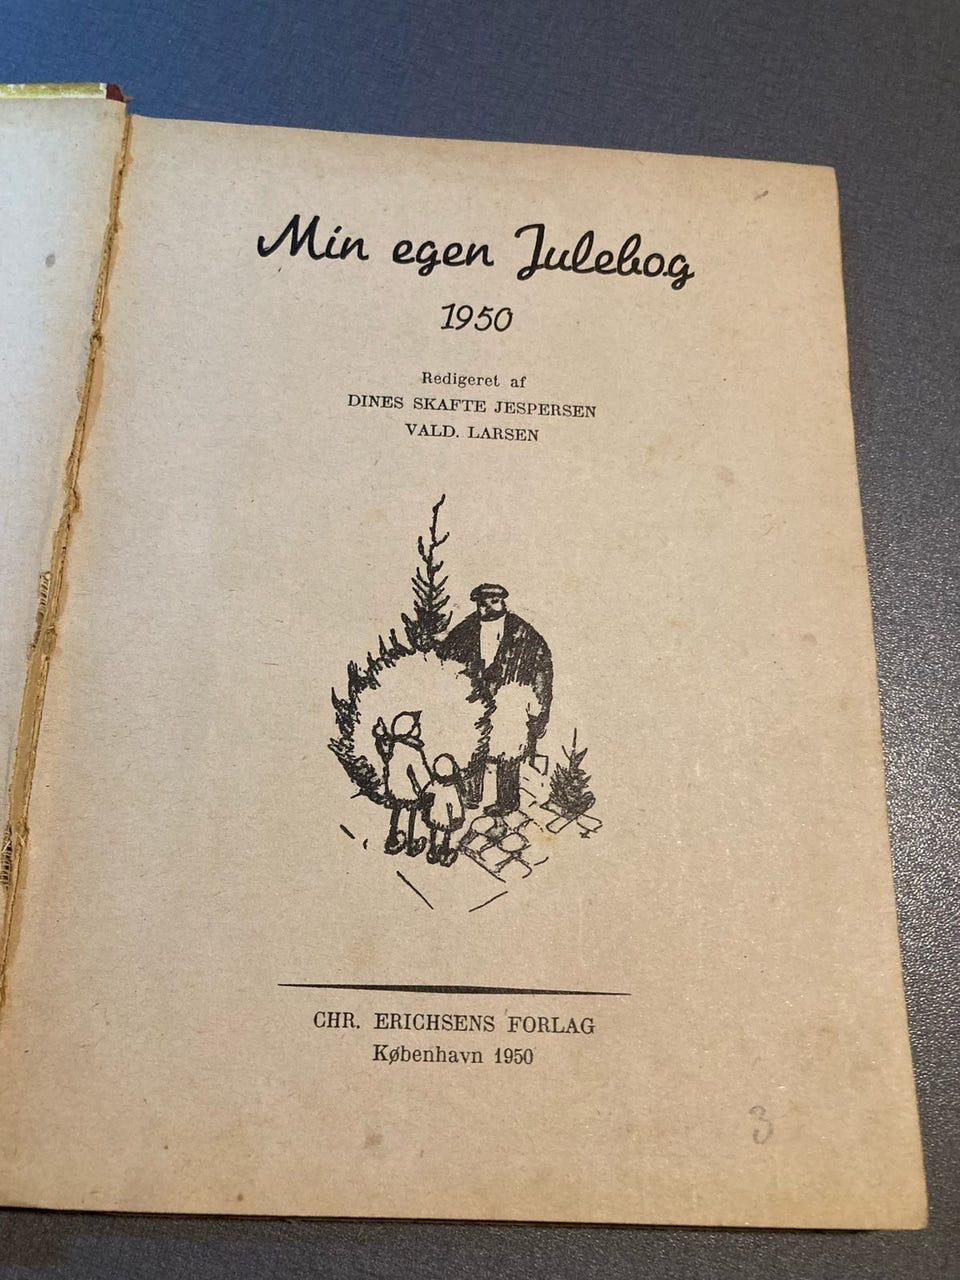 Min egen Julebog
1950
Redigeret af
DINES SKAFTE JESPERSEN
VALD. LARSEN
CHR. ERICHSENS FORLAG
København 1950
3